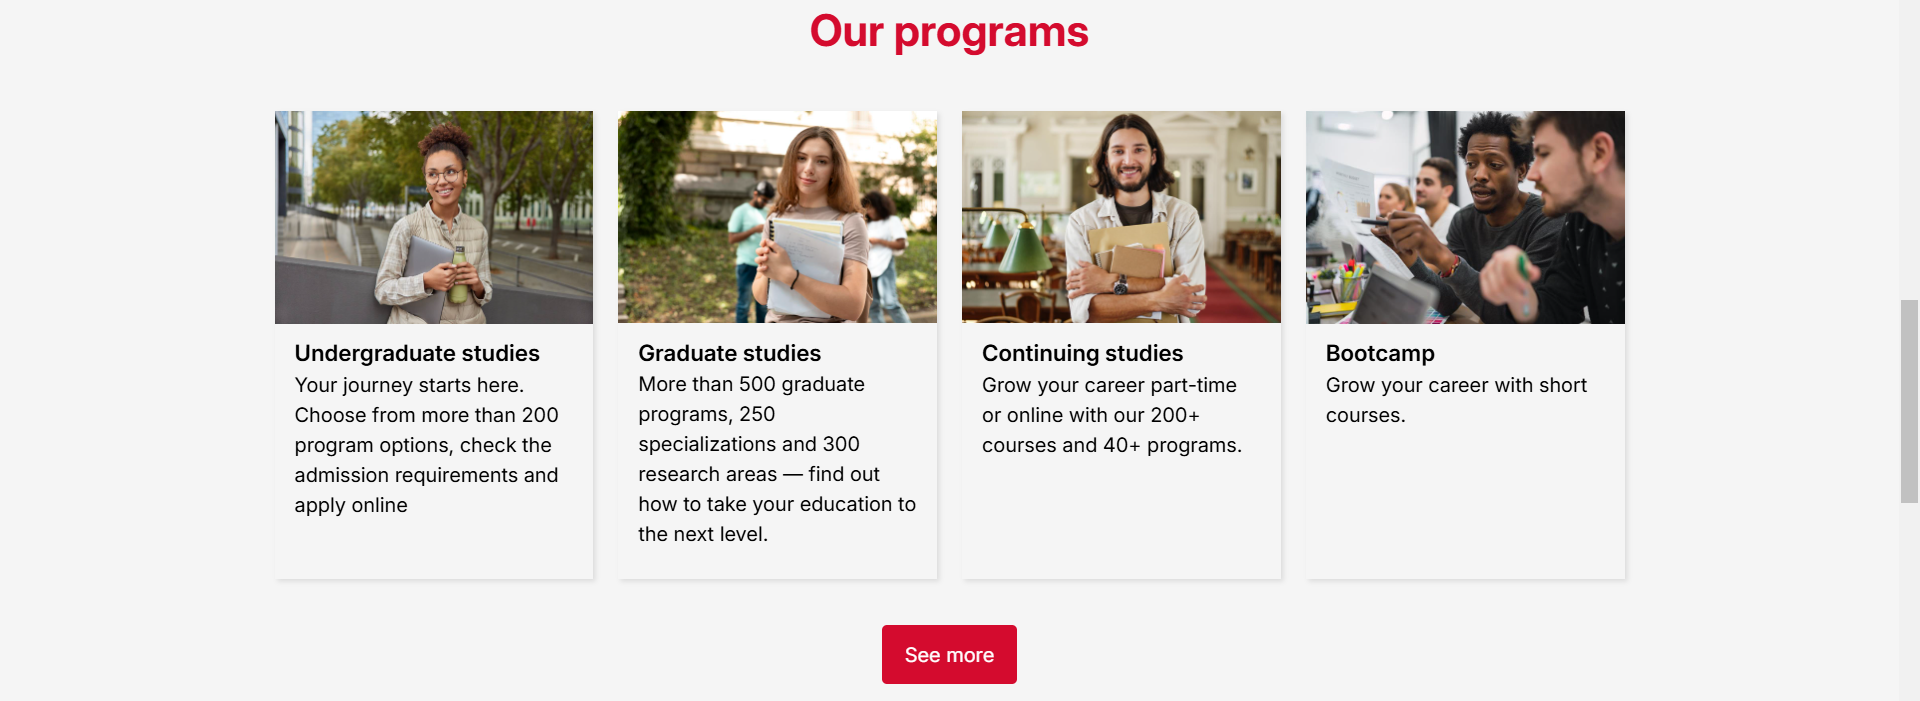 Our programs
Undergraduate studies
Your journey starts here.
Choose from more than 200
program options, check the
admission requirements and
apply online
Graduate studies
More than 500 graduate
programs, 250
specializations and 300
research areas — find out
how to take your education to
the next level.
Continuing studies
Grow your career part-time
or online with our 200+
courses and 40+ programs.
Bootcamp
Grow your career with short
courses.
See more